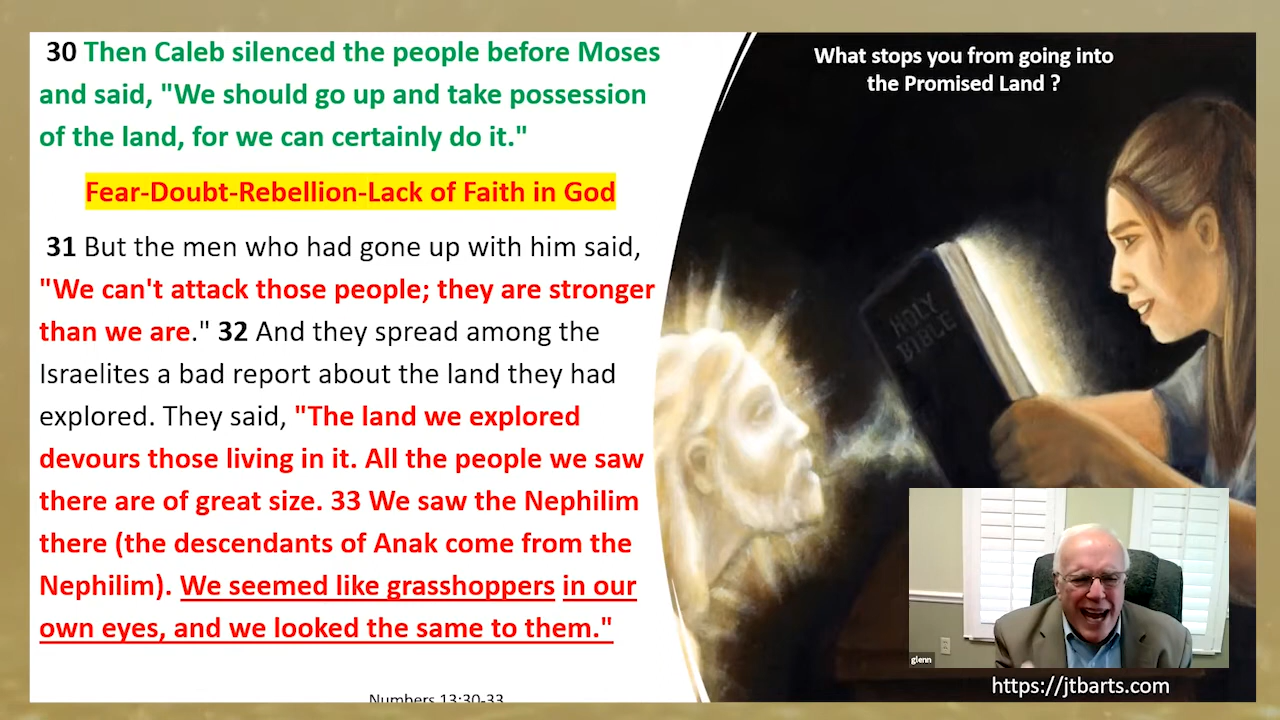 30 Then Caleb silenced the people before Moses
and said, "We should go up and take possession
of the land, for we can certainly do it."
Fear-Doubt-Rebellion-Lack of Faith in God
31 But the men who had gone up with him said,
"We can't attack those people; they are stronger
than we are." 32 And they spread among the
Israelites a bad report about the land they had
explored. They said, "The land we explored
devours those living in it. All the people we saw
there are of great size. 33 We saw the Nephilim
there (the descendants of Anak come from the
Nephilim). We seemed like grasshoppers in our
own eyes, and we looked the same to them."
Numbers 13:30-33
What stops you from going into
the Promised Land ?
HOLY
BIBLE
glenn
https://jtbarts.com